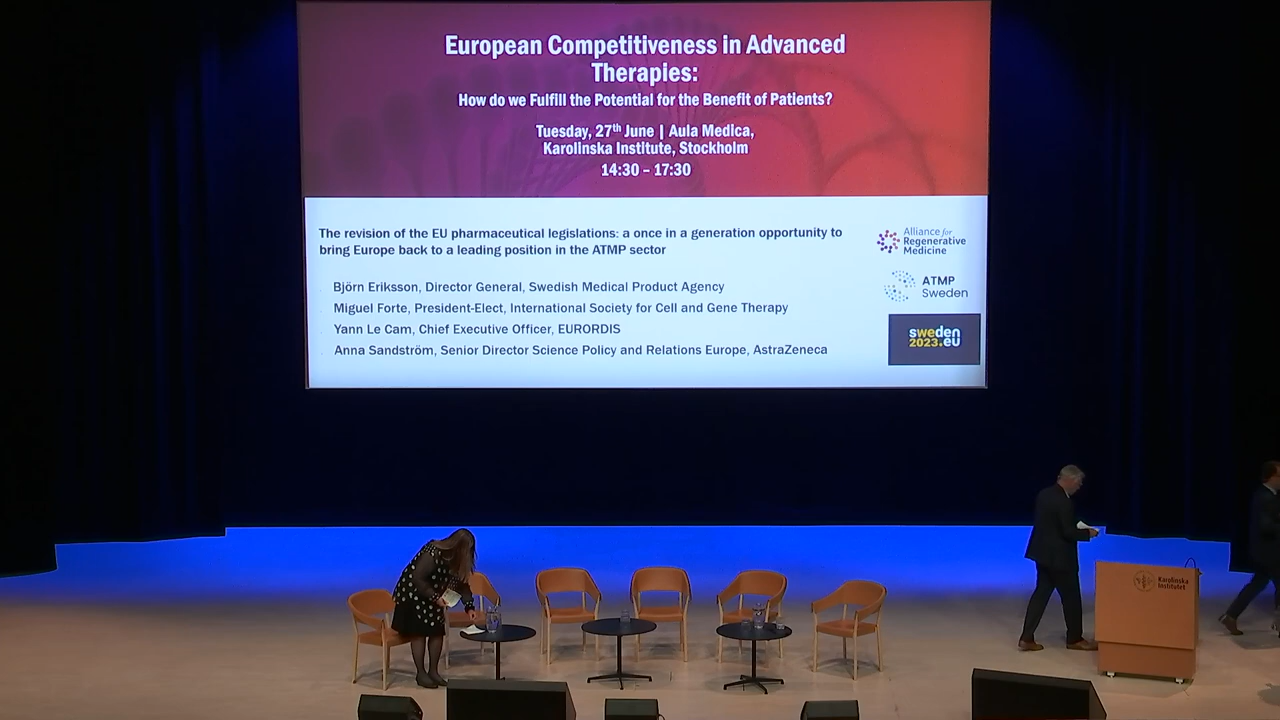 European Competitiveness in Advanced
Therapies:
How do we Fulfill the Potential for the Benefit of Patients?
Tuesday, 27th June | Aula Medica,
Karolinska Institute, Stockholm
14:30 – 17:30
The revision of the EU pharmaceutical legislations: a once in a generation opportunity to
bring Europe back to a leading position in the ATMP sector
Björn Eriksson, Director General, Swedish Medical Product Agency
Miguel Forte, President-Elect, International Society for Cell and Gene Therapy
Yann Le Cam, Chief Executive Officer, EURORDIS
Anna Sandström, Senior Director Science Policy and Relations Europe, AstraZeneca
Alliance for
Regenerative
Medicine
ATMP
Sweden
sweden
2023.eu
Karolinska
Institutet